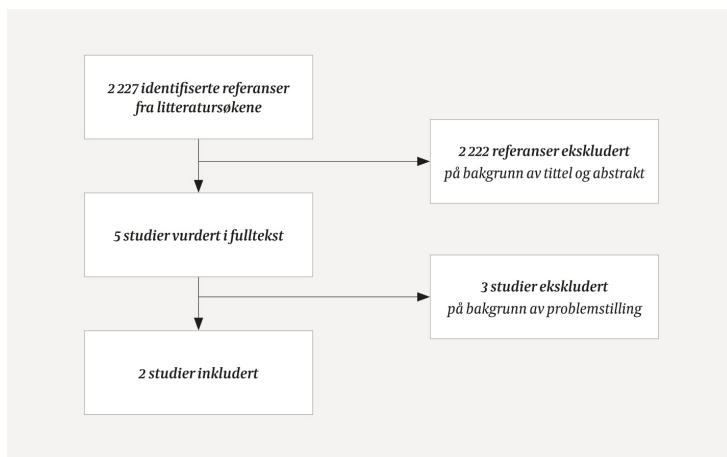 2 227 identifiserte referanser
fra litteratursøkene
2 222 referanser ekskludert
på bakgrunn av tittel og abstrakt
5 studier vurdert i fulltekst
3 studier ekskludert
på bakgrunn av problemstilling
2 studier inkludert